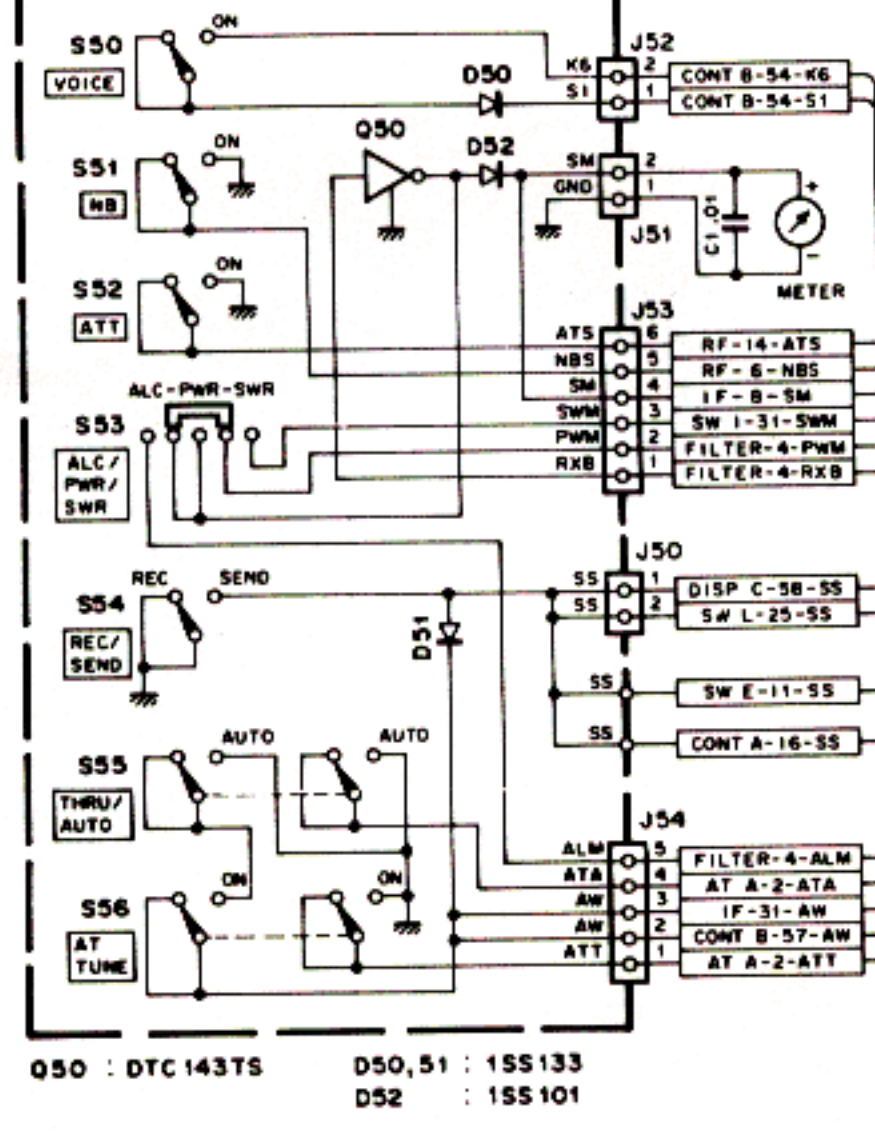 S50
VOICE
ON
D50
K6
S1
J52
2
1
CONT B-54-K6
CONT B-54-S1
S51
NB
ON
Q50
D52
SM
GND
2
1
J51
C1 .01
+
-
METER
S52
ATT
ON
J53
ATS
NBS
SM
SWM
PWM
RXB
6
5
4
3
2
1
RF-14-ATS
RF-6-NBS
IF-8-SM
SW I-31-SWM
FILTER-4-PWM
FILTER-4-RXB
S53
ALC/
PWR/
SWR
ALC-PWR-SWR
S54
REC/
SEND
REC
SEND
D51
J50
SS
SS
1
2
DISP C-58-SS
SW L-25-SS
SS
SW E-11-SS
SS
CONT A-16-SS
S55
THRU/
AUTO
AUTO
AUTO
S56
AT
TUNE
ON
ON
J54
ALM
ATA
AW
AW
ATT
5
4
3
2
1
FILTER-4-ALM
AT A-2-ATA
IF-31-AW
CONT B-57-AW
AT A-2-ATT
Q50 : DTC143TS
D50,51 : 1SS133
D52 : 1SS101